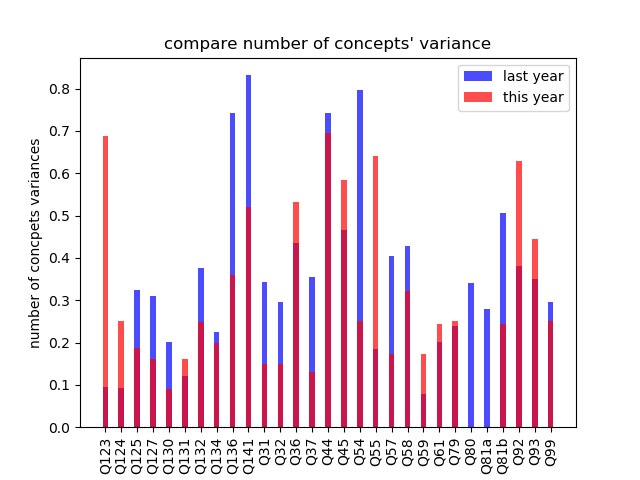 compare number of concepts' variance
last year
this year
number of concpets variances
0.8
0.7
0.6
0.5
0.4
0.3
0.2
0.1
0.0
Q123
Q124
Q125
Q127
Q130
Q131
Q132
Q134
Q136
Q141
Q31
Q32
Q36
Q37
Q44
Q45
Q54
Q55
Q57
Q58
Q59
Q61
Q79
Q80
Q81a
Q81b
Q92
Q93
Q99